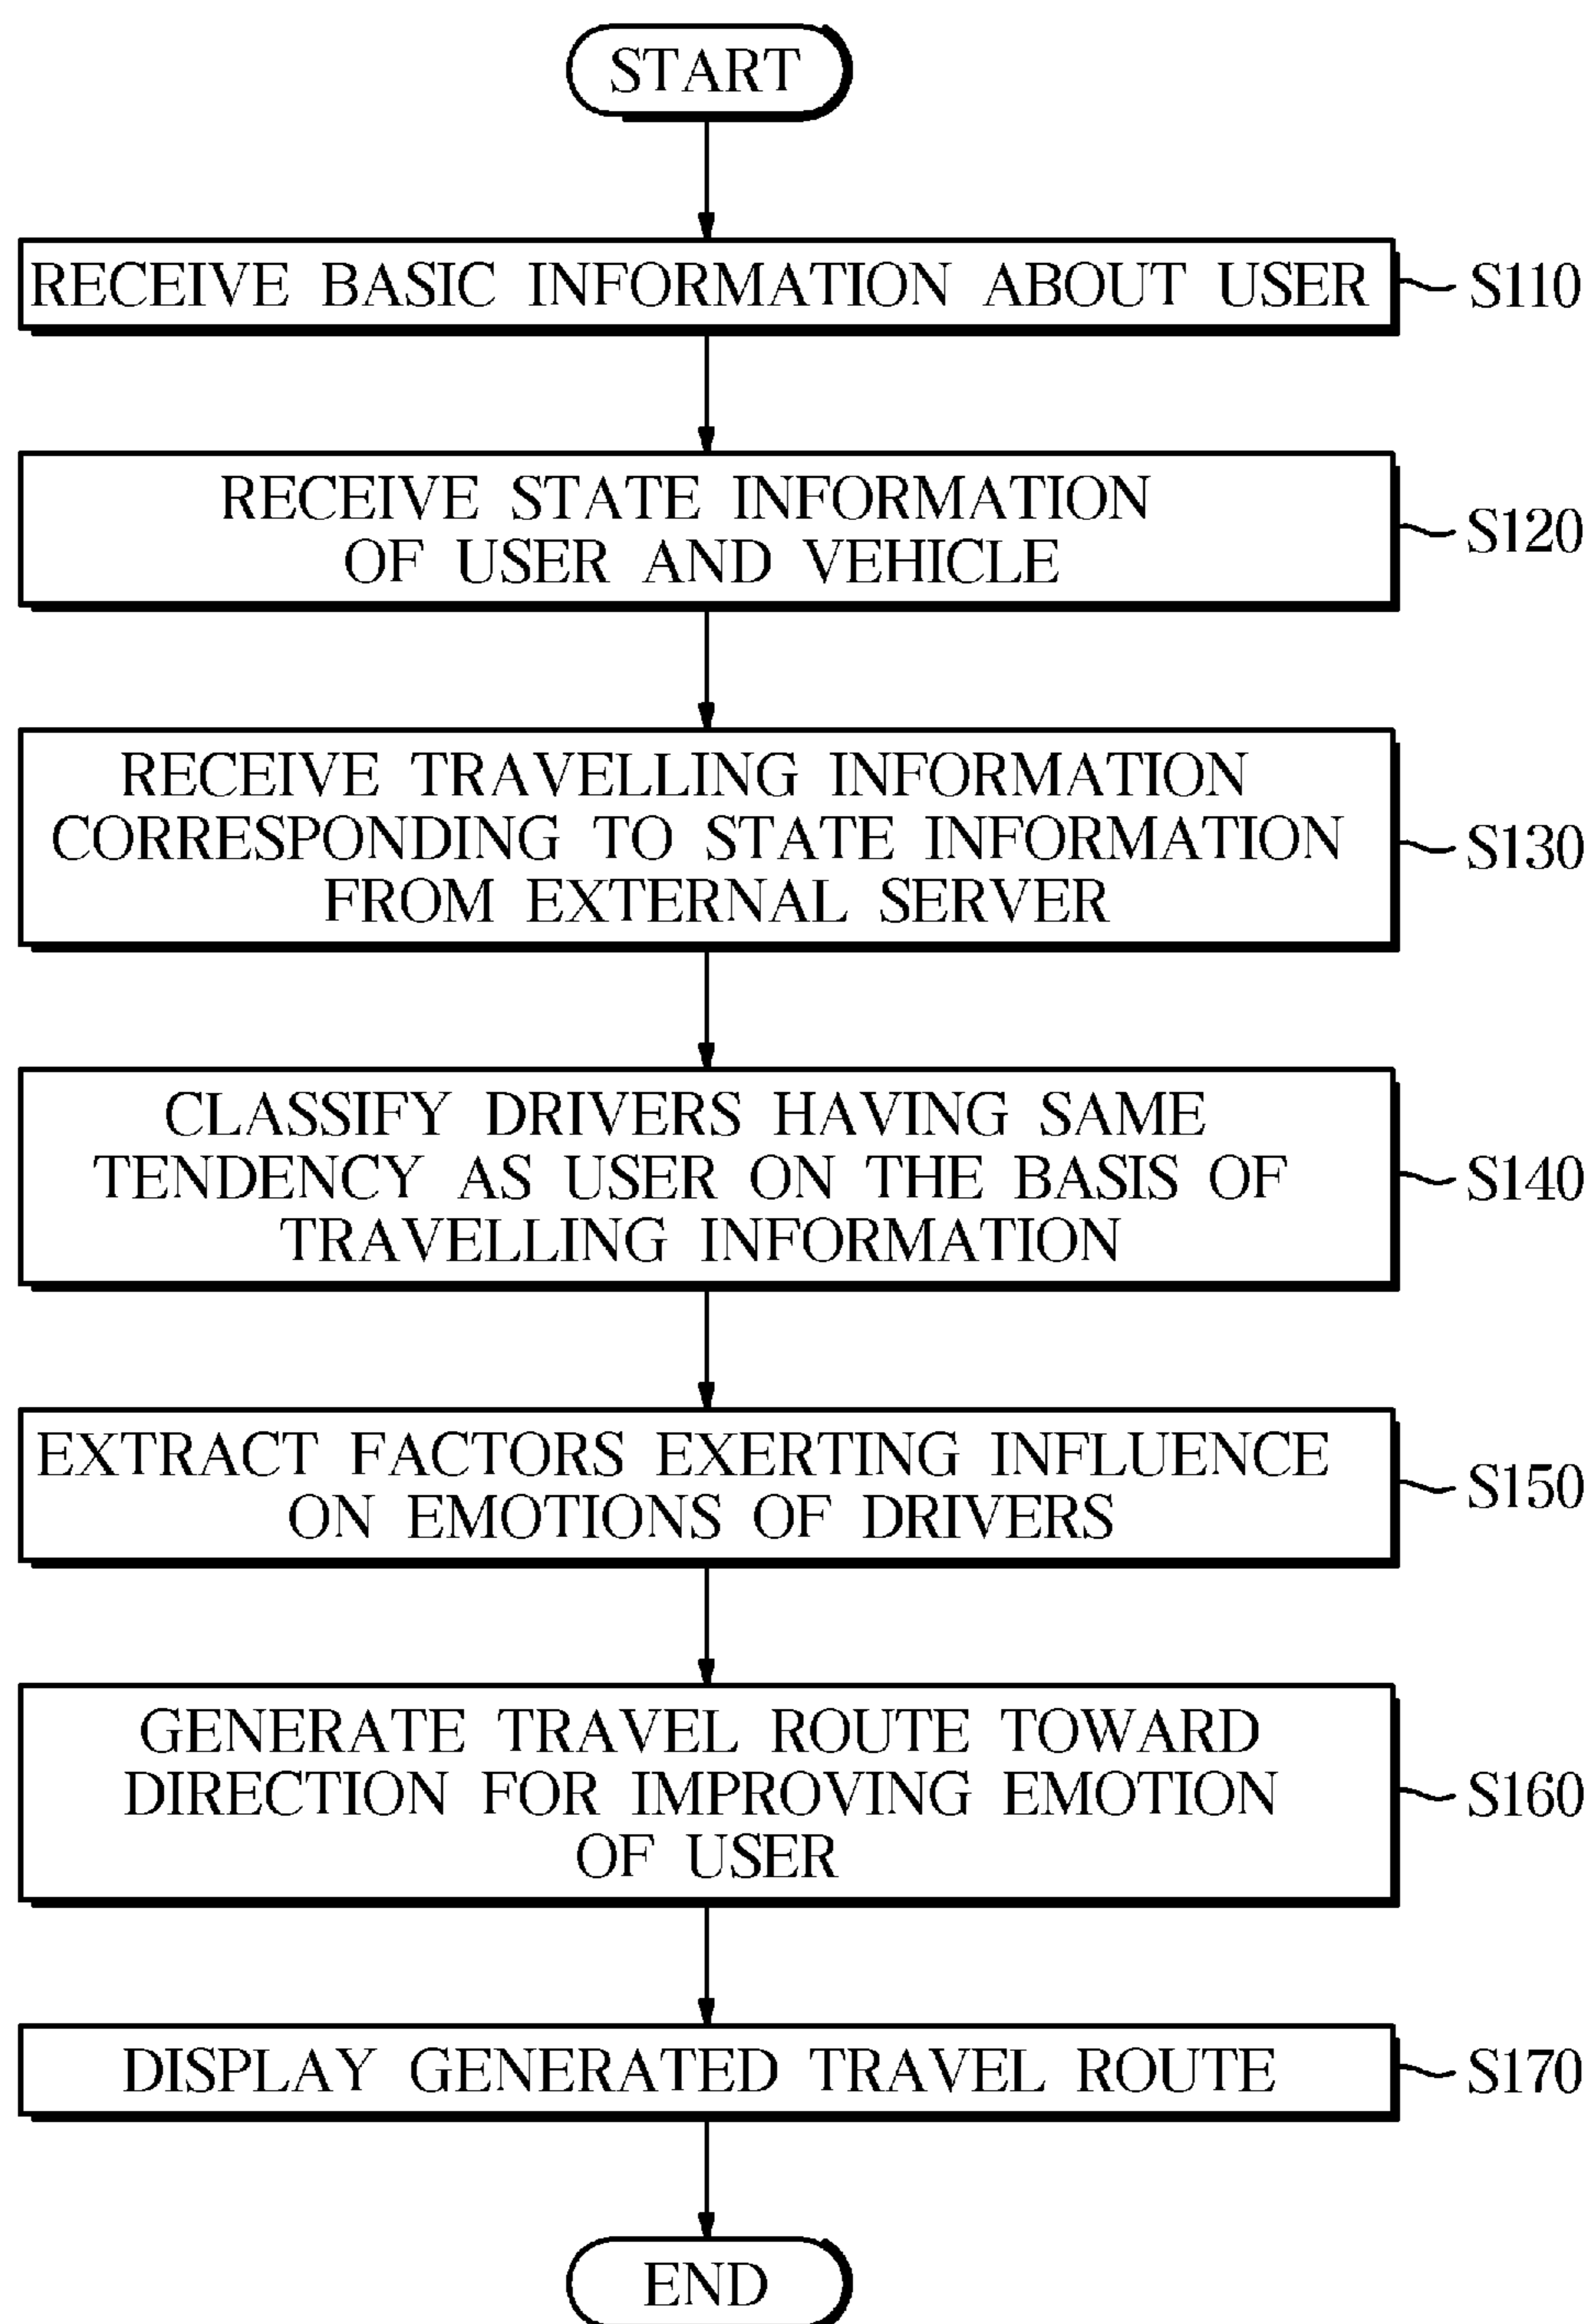 START
RECEIVE BASIC INFORMATION ABOUT USER
S110
RECEIVE STATE INFORMATION
OF USER AND VEHICLE
S120
RECEIVE TRAVELLING INFORMATION
CORRESPONDING TO STATE INFORMATION
FROM EXTERNAL SERVER
S130
CLASSIFY DRIVERS HAVING SAME
TENDENCY AS USER ON THE BASIS OF
TRAVELLING INFORMATION
S140
EXTRACT FACTORS EXERTING INFLUENCE
ON EMOTIONS OF DRIVERS
S150
GENERATE TRAVEL ROUTE TOWARD
DIRECTION FOR IMPROVING EMOTION
OF USER
S160
DISPLAY GENERATED TRAVEL ROUTE
S170
END